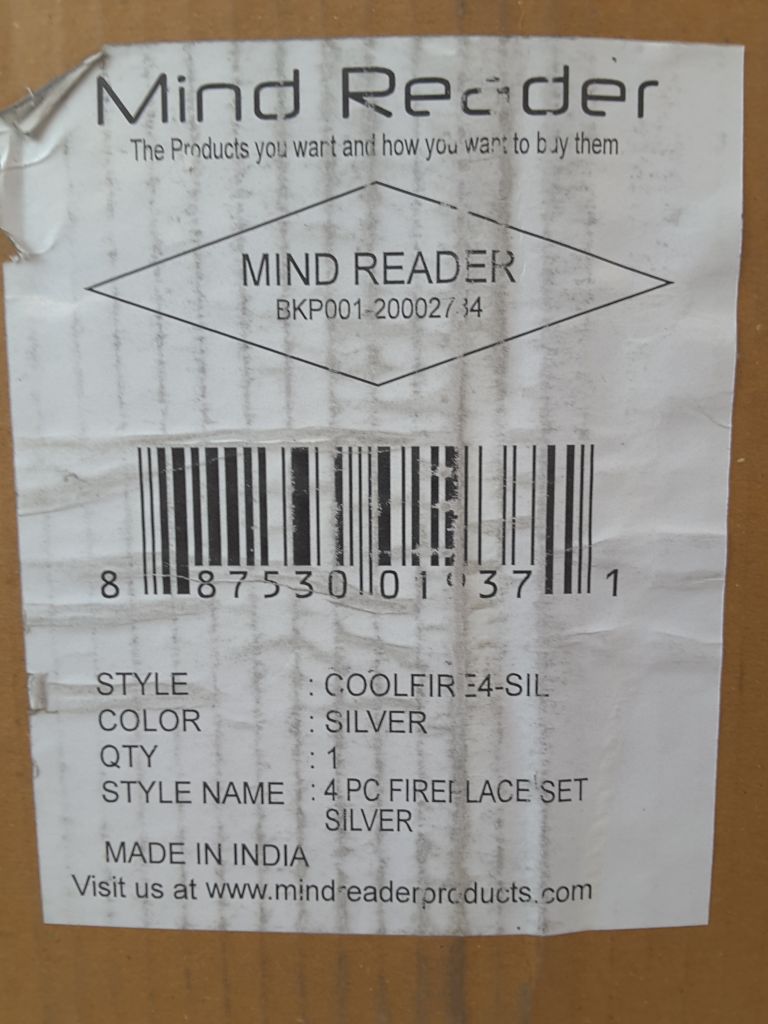 Mind Reader
The Products you want and how you want to buy them
MIND READER
8 87530 01937 1
STYLE : COOLFIRE4-SIL
COLOR : SILVER
QTY : 1
STYLE NAME : 4 PC FIREPLACE SET
SILVER
MADE IN INDIA
Visit us at www.mindreaderproducts.com